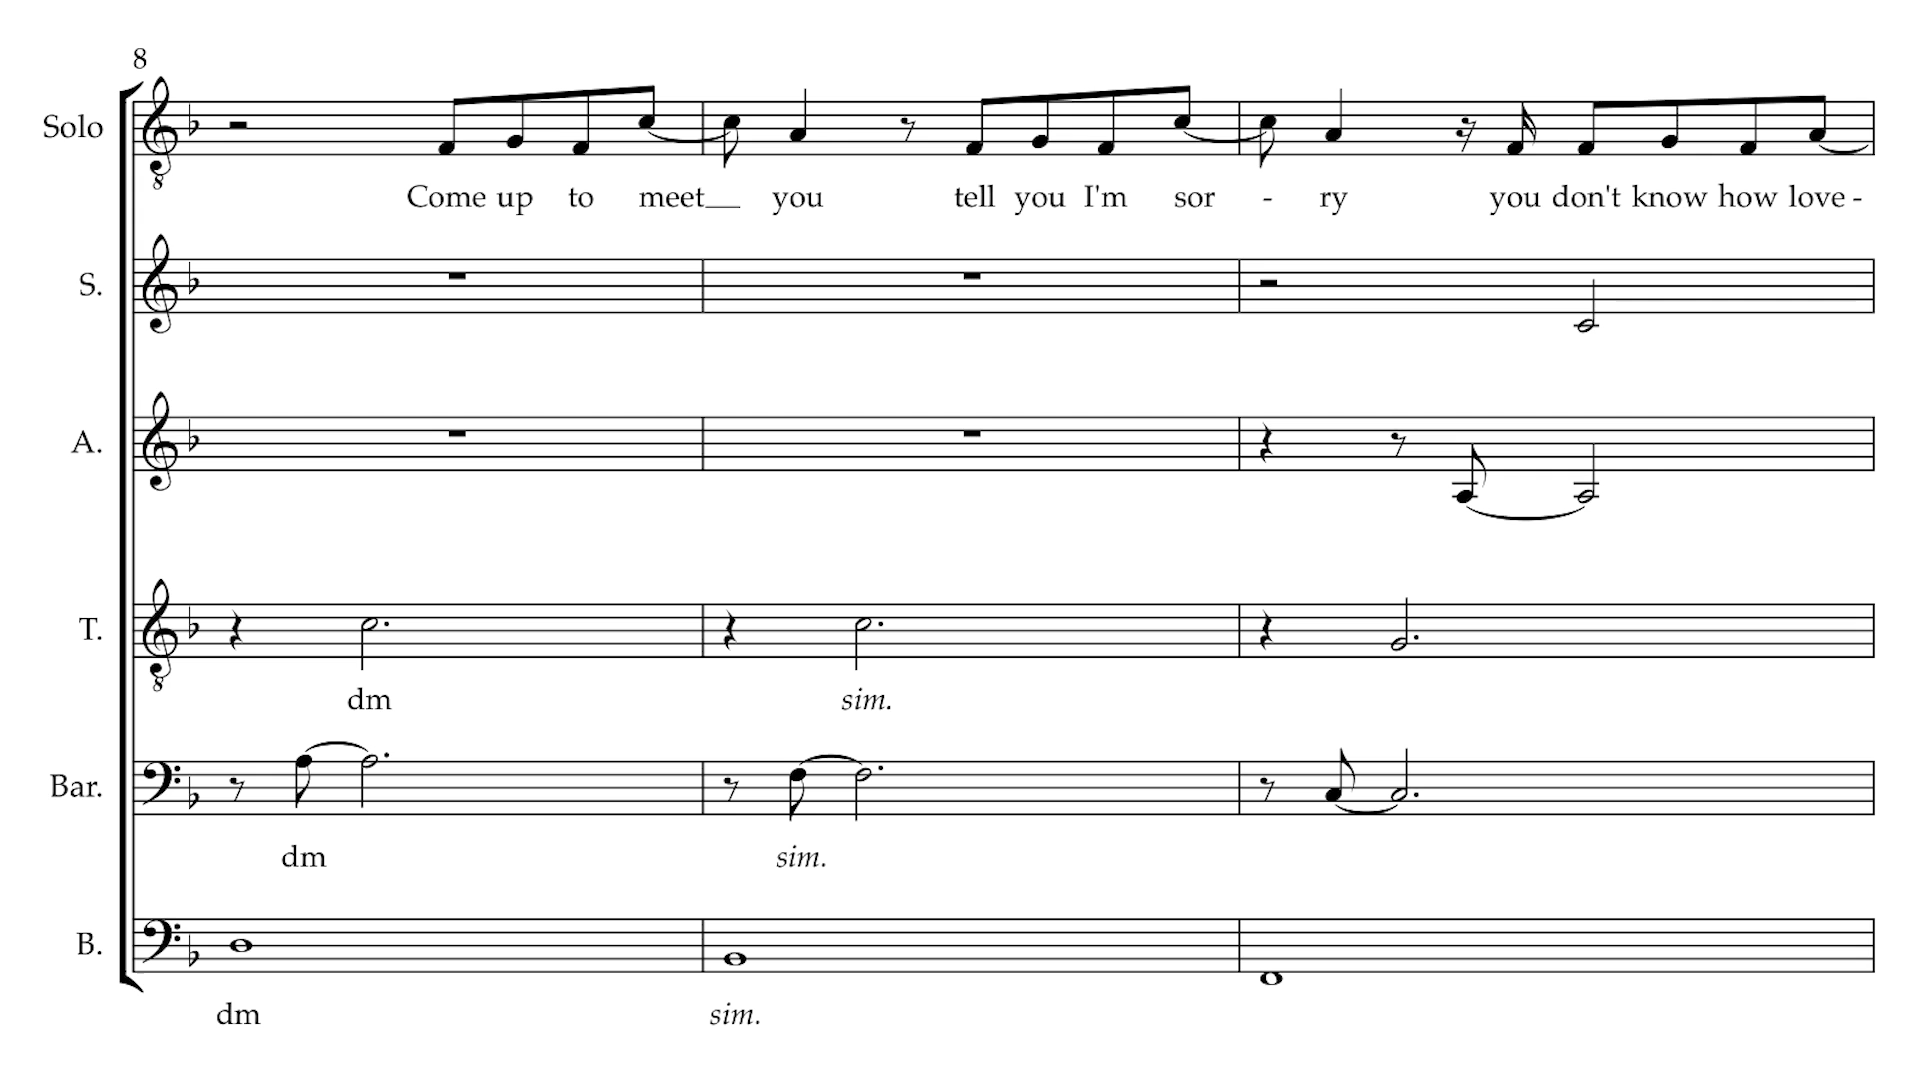 8
Solo
Come up to meet__ you tell you I'm sor - ry you don't know how love -
S.
A.
T.
dm sim.
Bar.
dm sim.
B.
dm sim.